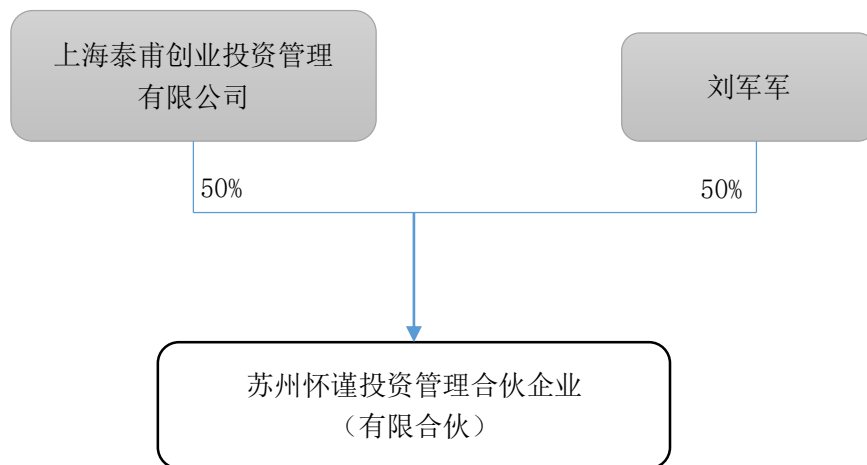 上海泰甫创业投资管理
有限公司
刘军军
50%
50%
苏州怀谨投资管理合伙企业
（有限合伙）